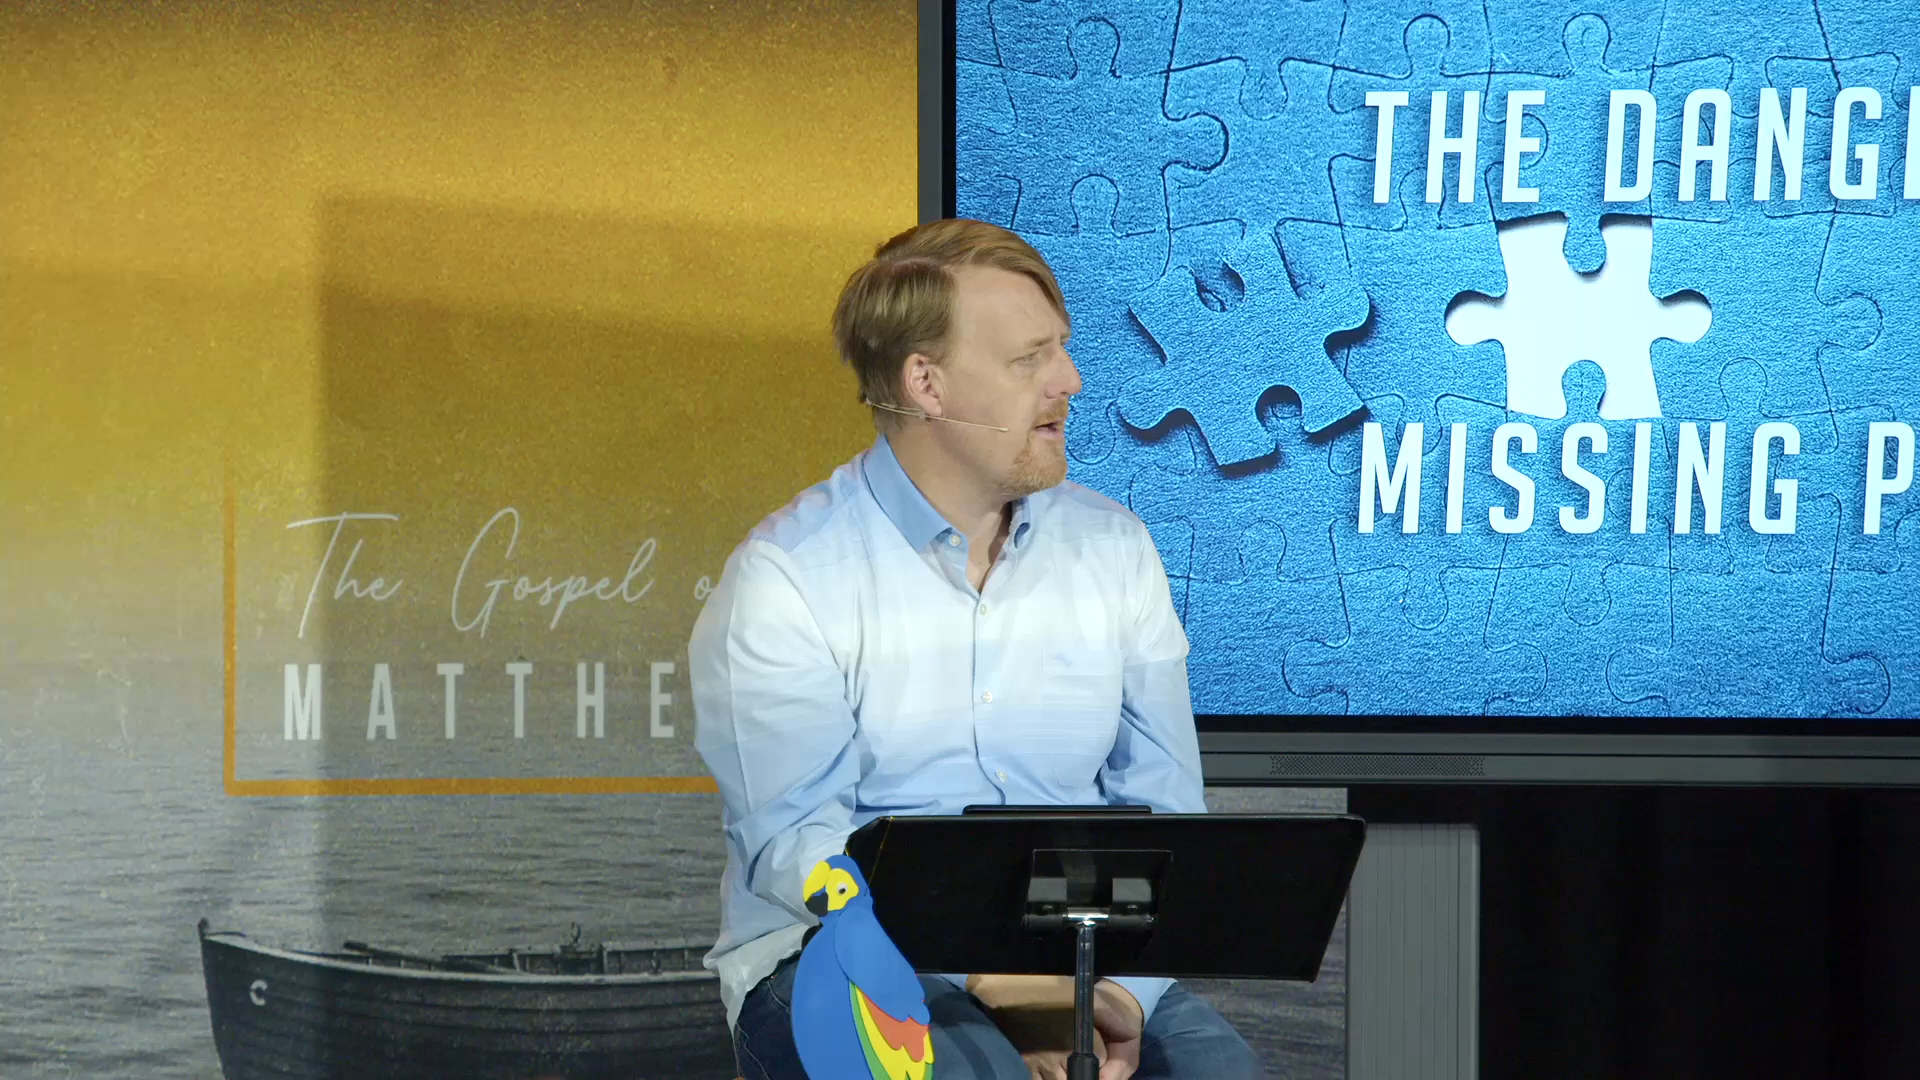 The Gospel o
MATTHE
THE DANG
MISSING P
C